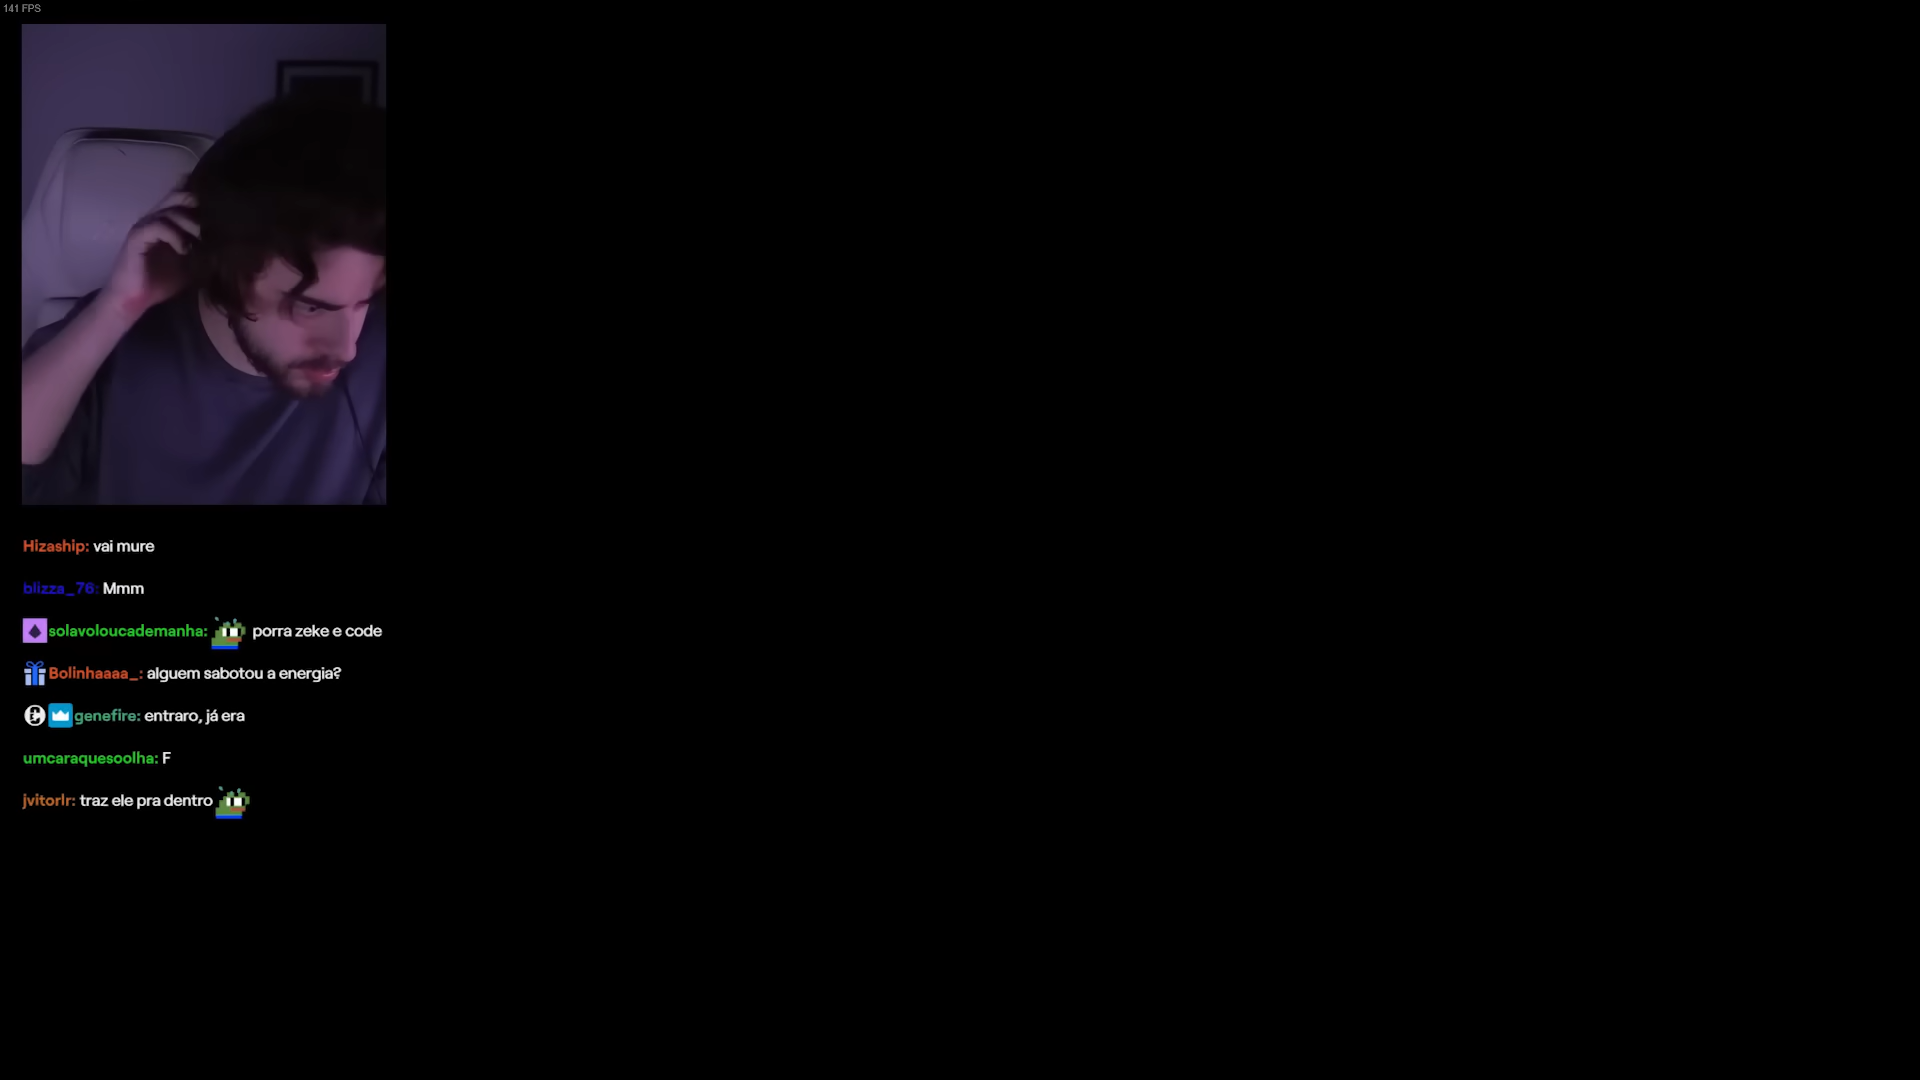 141 FPS
Hizaship: vai mure
blizza_76: Mmm
solavoloucademanha: porra zeke e code
Bolinhaaaa_: alguem sabotou a energia?
genefire: entraro, já era
umcaraquesoolha: F
jvitorlr: traz ele pra dentro